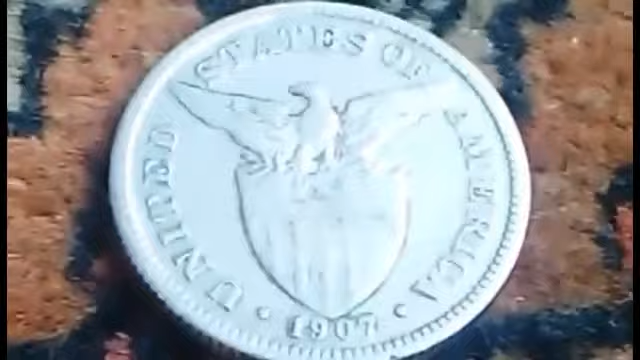 UNITED STATES OF AMERICA
• 1907 •